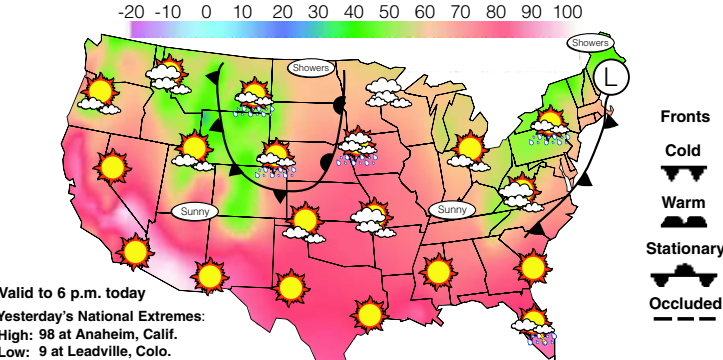 -20 -10 0 10 20 30 40 50 60 70 80 90 100
Showers
Showers
L
Sunny
Sunny
Fronts
Cold
Warm
Stationary
Occluded
Valid to 6 p.m. today
Yesterday's National Extremes:
High: 98 at Anaheim, Calif.
Low: 9 at Leadville, Colo.